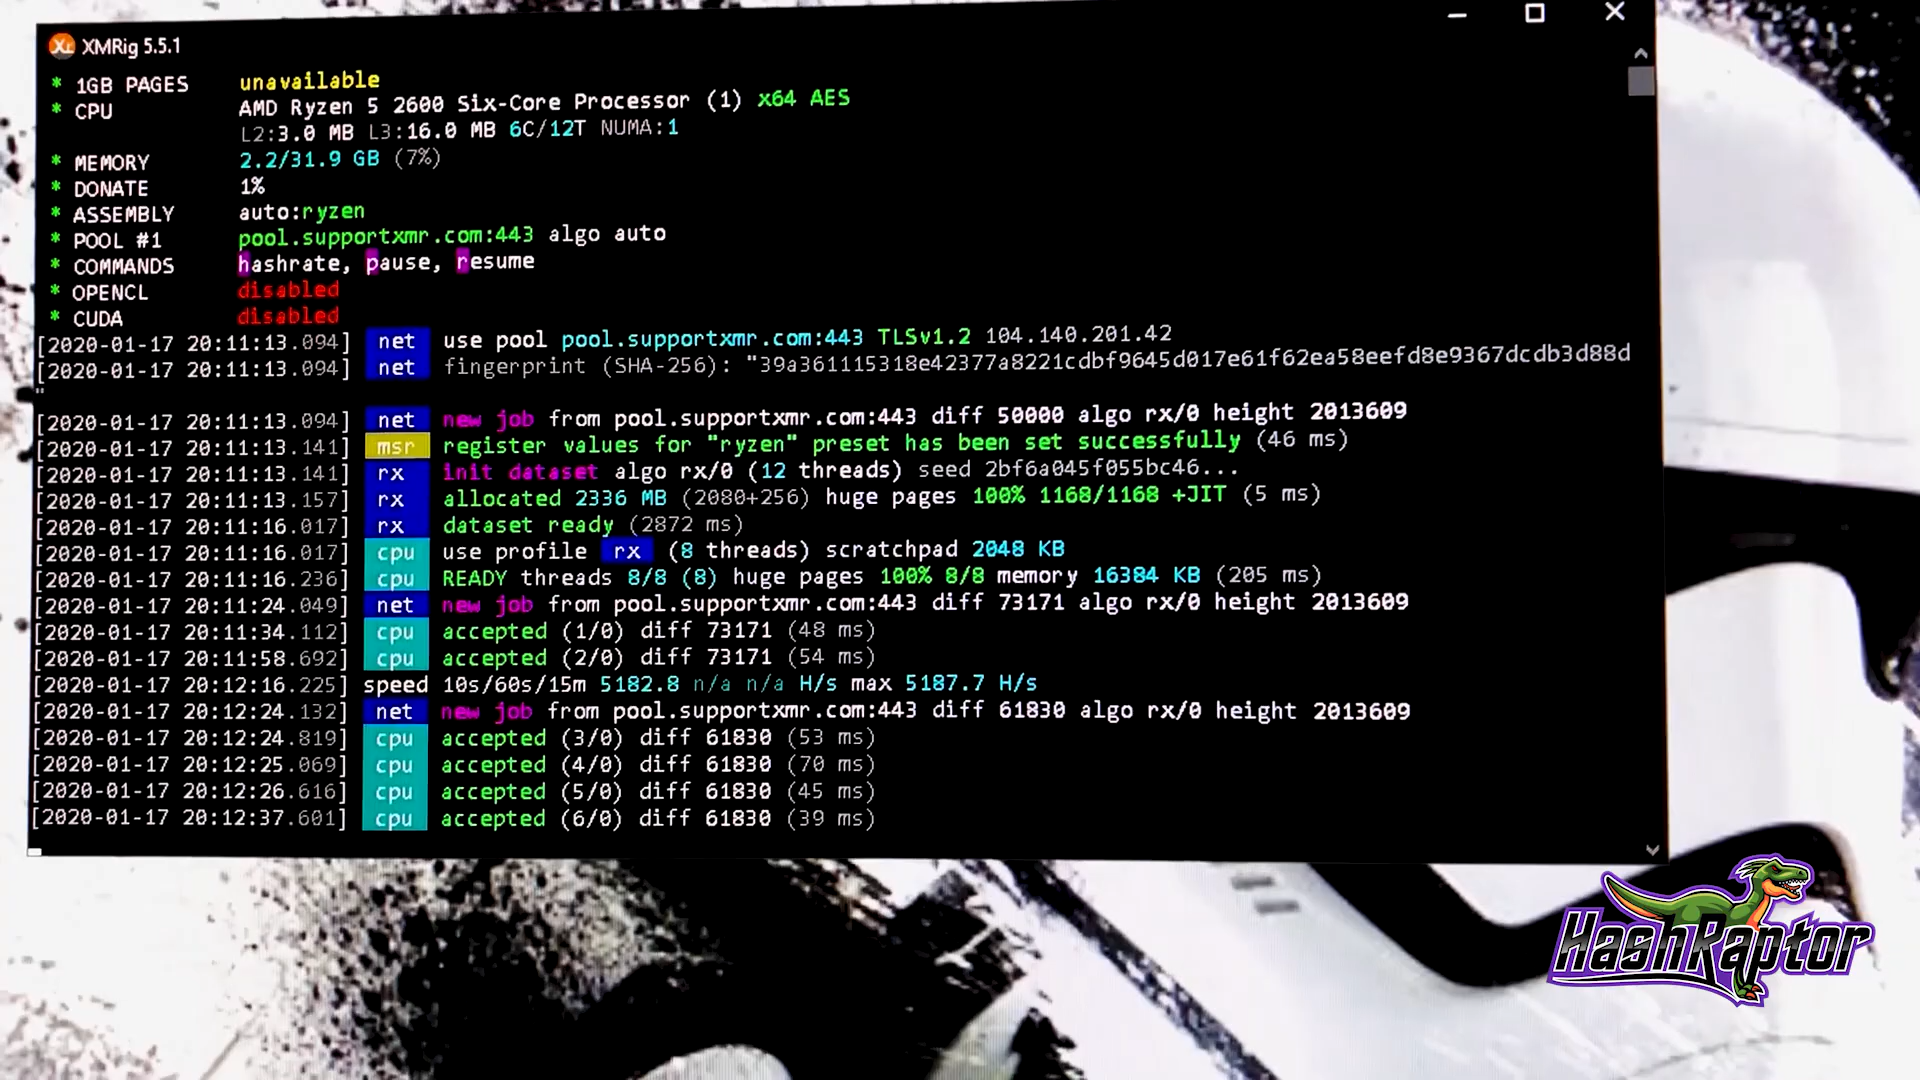 XMRig 5.5.1
* 1GB PAGES unavailable
* CPU AMD Ryzen 5 2600 Six-Core Processor (1) x64 AES
L2:3.0 MB L3:16.0 MB 6C/12T NUMA:1
* MEMORY 2.2/31.9 GB (7%)
* DONATE 1%
* ASSEMBLY auto:ryzen
* POOL #1 pool.supportxmr.com:443 algo auto
* COMMANDS hashrate, pause, resume
* OPENCL disabled
* CUDA disabled
[2020-01-17 20:11:13.094] net use pool pool.supportxmr.com:443 TLSv1.2 104.140.201.42
[2020-01-17 20:11:13.094] net fingerprint (SHA-256): "39a361115318e42377a8221cdbf9645d017e61f62ea58eefd8e9367dcdb3d88d
"
[2020-01-17 20:11:13.094] net new job from pool.supportxmr.com:443 diff 50000 algo rx/0 height 2013609
[2020-01-17 20:11:13.141] msr register values for "ryzen" preset has been set successfully (46 ms)
[2020-01-17 20:11:13.141] rx init dataset algo rx/0 (12 threads) seed 2bf6a045f055bc46...
[2020-01-17 20:11:13.157] rx allocated 2336 MB (2080+256) huge pages 100% 1168/1168 +JIT (5 ms)
[2020-01-17 20:11:16.017] rx dataset ready (2872 ms)
[2020-01-17 20:11:16.017] cpu use profile rx (8 threads) scratchpad 2048 KB
[2020-01-17 20:11:16.236] cpu READY threads 8/8 (8) huge pages 100% 8/8 memory 16384 KB (205 ms)
[2020-01-17 20:11:24.049] net new job from pool.supportxmr.com:443 diff 73171 algo rx/0 height 2013609
[2020-01-17 20:11:34.112] cpu accepted (1/0) diff 73171 (48 ms)
[2020-01-17 20:11:58.692] cpu accepted (2/0) diff 73171 (54 ms)
[2020-01-17 20:12:16.225] speed 10s/60s/15m 5182.8 n/a n/a H/s max 5187.7 H/s
[2020-01-17 20:12:24.132] net new job from pool.supportxmr.com:443 diff 61830 algo rx/0 height 2013609
[2020-01-17 20:12:24.819] cpu accepted (3/0) diff 61830 (53 ms)
[2020-01-17 20:12:25.069] cpu accepted (4/0) diff 61830 (70 ms)
[2020-01-17 20:12:26.616] cpu accepted (5/0) diff 61830 (45 ms)
[2020-01-17 20:12:37.601] cpu accepted (6/0) diff 61830 (39 ms)
HashRaptor